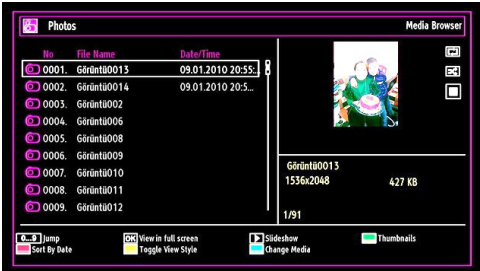 Photos Media Browser
No File Name Date/Time
0001. Görüntü0013 09.01.2010 20:55:..
0002. Görüntü0014 09.01.2010 20:5...
0003. Görüntü002
0004. Görüntü006
0005. Görüntü008
0006. Görüntü009
0007. Görüntü010
0008. Görüntü011
0009. Görüntü012
Görüntü0013
1536x2048 427 KB
1/91
0...9 Jump OK View in full screen Slideshow Thumbnails
Sort By Date Toggle View Style Change Media